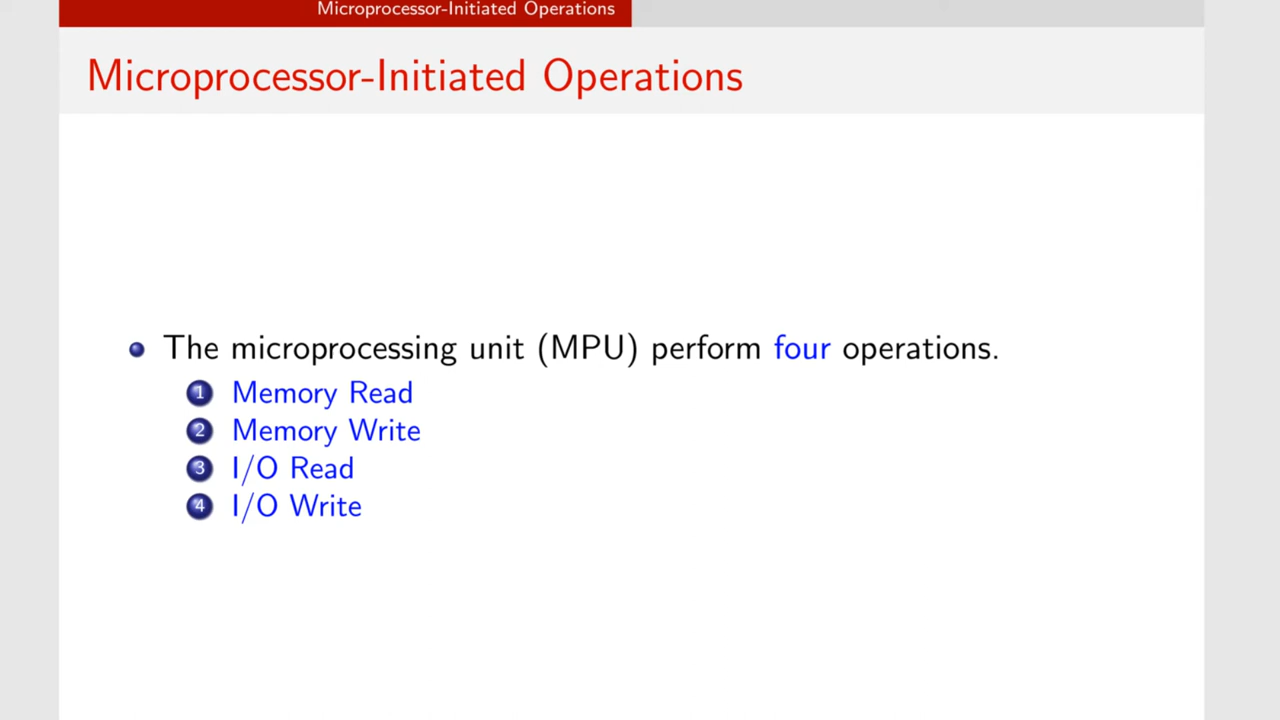 Microprocessor-Initiated Operations
Microprocessor-Initiated Operations
The microprocessing unit (MPU) perform four operations.
1 Memory Read
2 Memory Write
3 I/O Read
4 I/O Write